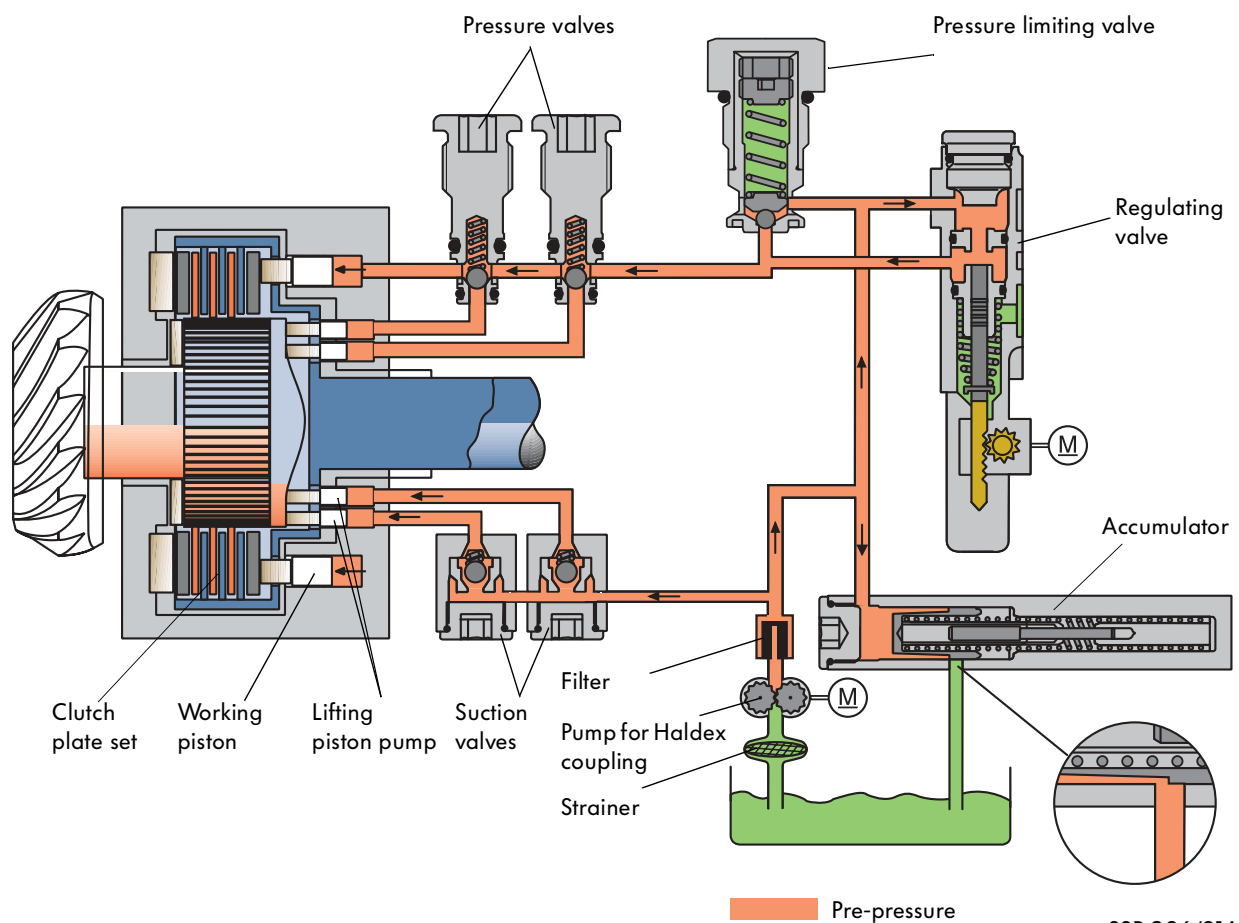 Pressure valves
Pressure limiting valve
Regulating
valve
M
Accumulator
Clutch
plate set
Working
piston
Lifting
piston pump
Suction
valves
Filter
M
Pump for Haldex
coupling
Strainer
Pre-pressure